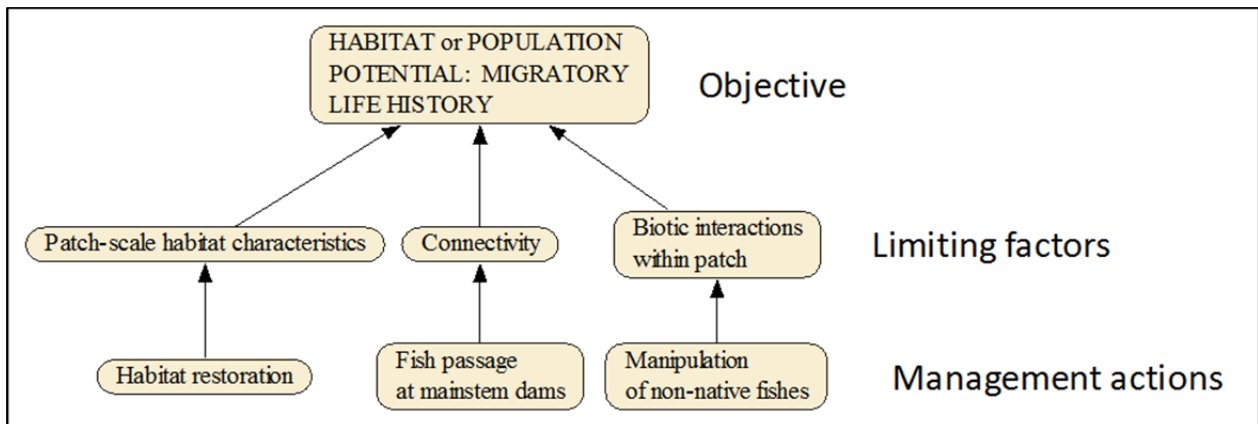 HABITAT or POPULATION
POTENTIAL: MIGRATORY
LIFE HISTORY
Objective
Patch-scale habitat characteristics
Connectivity
Biotic interactions
within patch
Limiting factors
Habitat restoration
Fish passage
at mainstem dams
Manipulation
of non-native fishes
Management actions